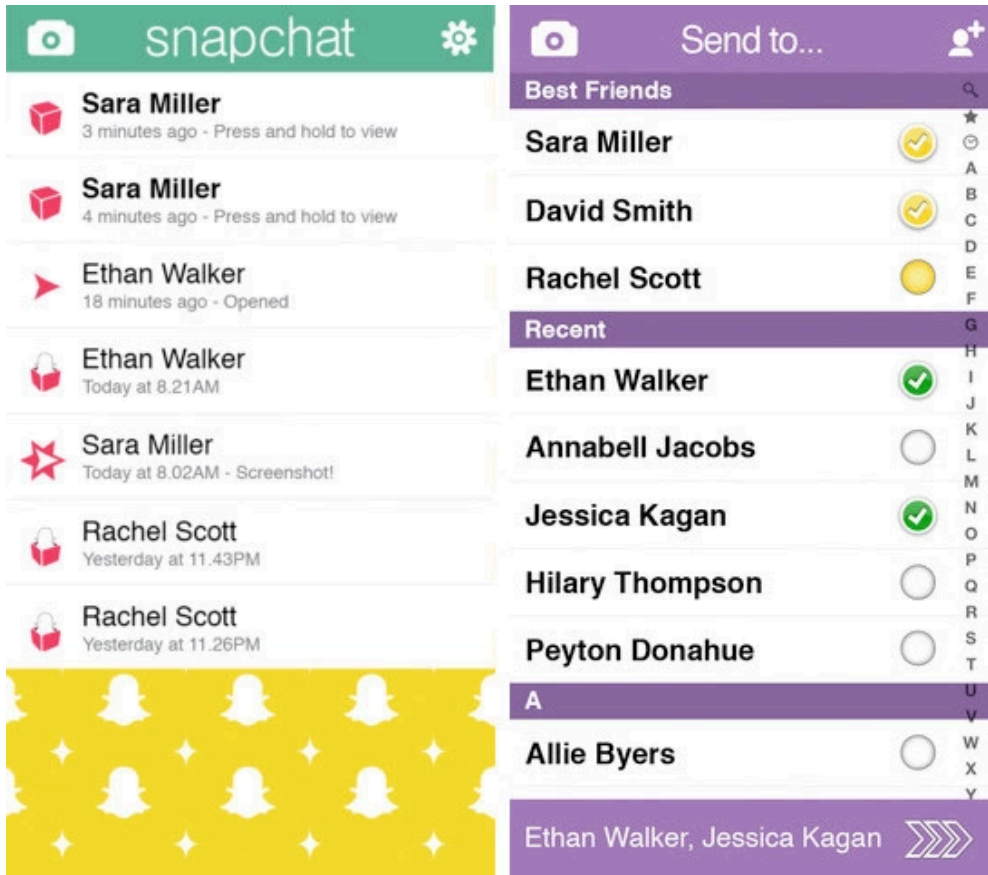 snapchat
Sara Miller
3 minutes ago - Press and hold to view
Sara Miller
4 minutes ago - Press and hold to view
Ethan Walker
18 minutes ago - Opened
Ethan Walker
Today at 8.21AM
Sara Miller
Today at 8.02AM - Screenshot!
Rachel Scott
Yesterday at 11.43PM
Rachel Scott
Yesterday at 11.26PM
Send to...
Best Friends
Sara Miller
David Smith
Rachel Scott
Recent
Ethan Walker
Annabell Jacobs
Jessica Kagan
Hilary Thompson
Peyton Donahue
A
Allie Byers
Ethan Walker, Jessica Kagan
A
B
C
D
E
F
G
H
I
J
K
L
M
N
O
P
Q
R
S
T
U
V
W
X
Y